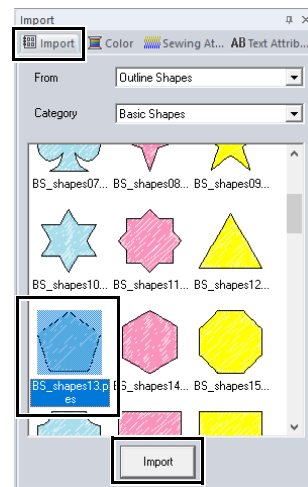 Import
Import Color Sewing At... AB Text Attrib...
From Outline Shapes
Category Basic Shapes
BS_shapes07... BS_shapes08... BS_shapes09...
BS_shapes10... BS_shapes11... BS_shapes12...
BS_shapes13.p
es
BS_shapes14... BS_shapes15...
Import